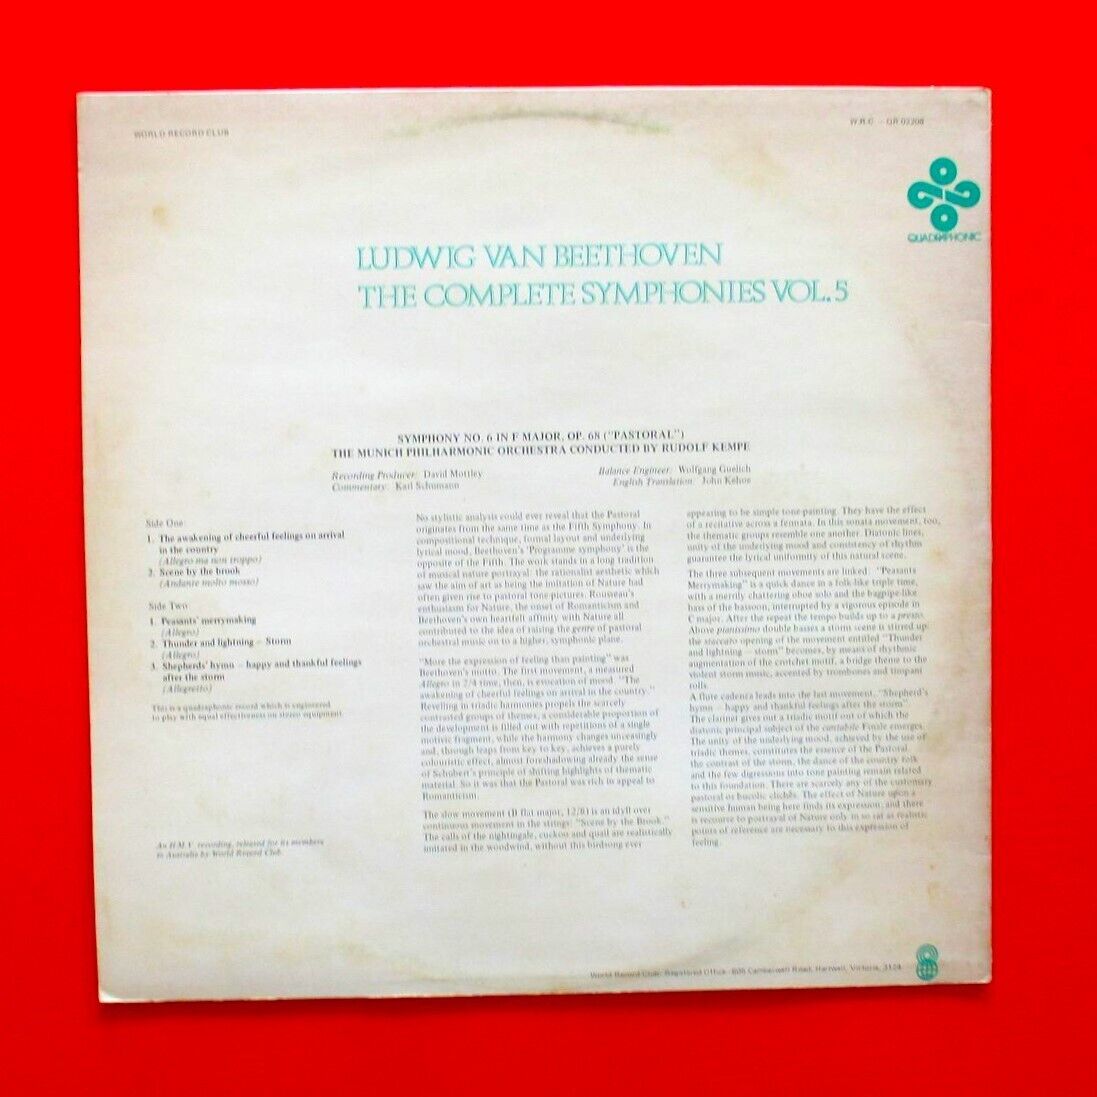 WORLD RECORD CLUB
W.R.C - QR 03208
QUADRAPHONIC
LUDWIG VAN BEETHOVEN
THE COMPLETE SYMPHONIES VOL. 5
SYMPHONY NO. 6 IN F MAJOR, OP. 68 ("PASTORAL")
THE MUNICH PHILHARMONIC ORCHESTRA CONDUCTED BY RUDOLF KEMPE
Recording Producer: David Mottley
Commentary: Karl Schumann
Balance Engineer: Wolfgang Guelich
English Translation: John Kehoe
Side One
1. The awakening of cheerful feelings on arrival
in the country
(Allegro ma non troppo)
2. Scene by the brook
(Andante molto mosso)
Side Two
1. Peasants' merrymaking
(Allegro)
2. Thunder and lightning – Storm
(Allegro)
3. Shepherds' hymn – happy and thankful feelings
after the storm
(Allegretto)
This is a quadraphonic record which is engineered
to play with equal effectiveness on stereo equipment.
An H.M.V. recording, released for its members
in Australia by World Record Club.
No stylistic analysis could ever reveal that the Pastoral
originates from the same time as the Fifth Symphony. In
compositional technique, formal layout and underlying
lyrical mood, Beethoven's 'Programme symphony' is the
opposite of the Fifth. The work stands in a long tradition
of musical nature portrayal: the rationalist aesthetic which
saw the aim of art as being the imitation of Nature had
often given rise to pastoral tone-pictures. Rousseau's
enthusiasm for Nature, the onset of Romanticism and
Beethoven's own heartfelt affinity with Nature all
contributed to the idea of raising the genre of pastoral
orchestral music on to a higher, symphonic plane.
"More the expression of feeling than painting" was
Beethoven's motto. The first movement, a measured
Allegro in 2/4 time, then, is evocation of mood: "The
awakening of cheerful feelings on arrival in the country."
Revelling in triadic harmonies propels the scarcely
contrasted groups of themes, a considerable proportion of
the development is filled out with repetitions of a single
motivic fragment, while the harmony changes unceasingly
and, through leaps from key to key, achieves a purely
colouristic effect, almost foreshadowing already the sense
of Schubert's principle of shifting highlights of thematic
material. So it was that the Pastoral was rich in appeal to
Romanticism.
The slow movement (B flat major, 12/8) is an idyll over
continuous movement in the strings: "Scene by the Brook."
The calls of the nightingale, cuckoo and quail are realistically
imitated in the woodwind, without this birdsong ever
appearing to be simple tone-painting. They have the effect
of a recitative across a fermata. In this sonata movement, too,
the thematic groups resemble one another. Diatonic lines,
unity of the underlying mood and consistency of rhythm
guarantee the lyrical uniformity of this natural scene.
The three subsequent movements are linked: "Peasants
Merrymaking" is a quick dance in a folk-like triple time,
with a merrily chattering oboe solo and the bagpipe-like
bass of the bassoon, interrupted by a vigorous episode in
C major. After the repeat the tempo builds up to a presto.
Above pianissimo double basses a storm scene is stirred up:
the staccato opening of the movement entitled "Thunder
and lightning – storm" becomes, by means of rhythmic
augmentation of the crotchet motif, a bridge theme to the
violent storm music, accented by trombones and timpani
rolls.
A flute cadenza leads into the last movement, "Shepherd's
hymn – happy and thankful feelings after the storm".
The clarinet gives out a triadic motif out of which the
diatonic principal subject of the cantabile Finale emerges.
The unity of the underlying mood, achieved by the use of
triadic themes, constitutes the essence of the Pastoral.
the contrast of the storm, the dance of the country folk
and the few digressions into tone painting remain related
to this foundation. There are scarcely any of the customary
pastoral or bucolic clichés. The effect of Nature upon a
sensitive human being here finds its expression; and there
is recourse to portrayal of Nature only in so far as realistic
points of reference are necessary to this expression of
feeling.
World Record Club: Registered Office - 605 Camberwell Road, Hartwell, Victoria, 3124